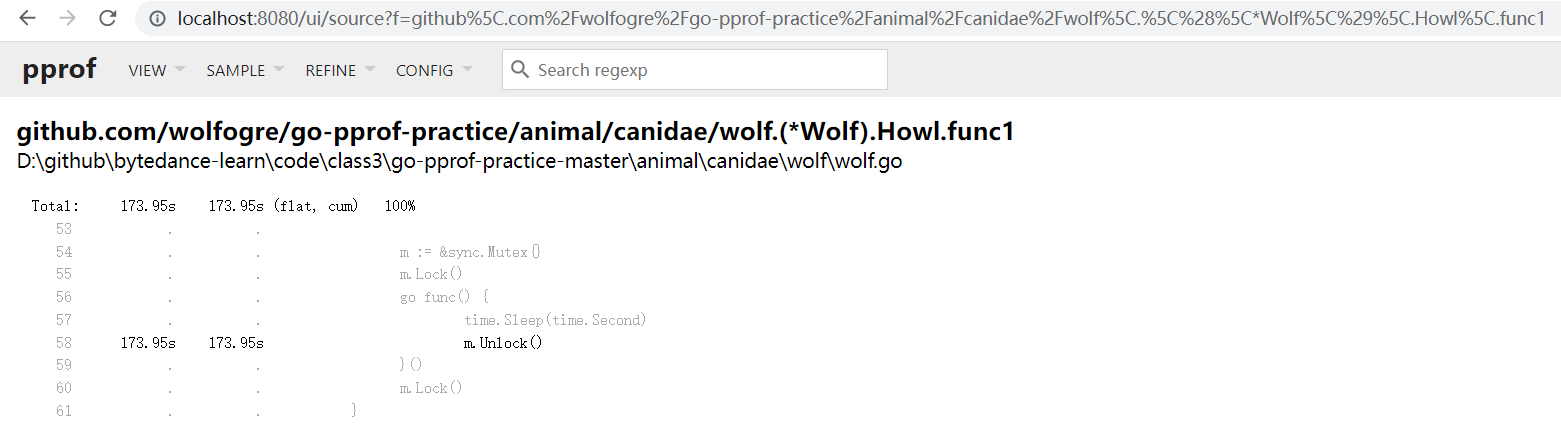 localhost:8080/ui/source?f=github%5C.com%2Fwolfogre%2Fgo-pprof-practice%2Fanimal%2Fcanidae%2Fwolf%5C.%5C%28%5C*Wolf%5C%29%5C.Howl%5C.func1
pprof VIEW SAMPLE REFINE CONFIG Search regexp
github.com/wolfogre/go-pprof-practice/animal/canidae/wolf.(*Wolf).Howl.func1
D:\github\bytedance-learn\code\class3\go-pprof-practice-master\animal\canidae\wolf\wolf.go
Total: 173.95s 173.95s (flat, cum) 100%
53 . .
54 . . m := &sync.Mutex{}
55 . . m.Lock()
56 . . go func() {
57 . . time.Sleep(time.Second)
58 173.95s 173.95s m.Unlock()
59 . . }()
60 . . m.Lock()
61 . . }